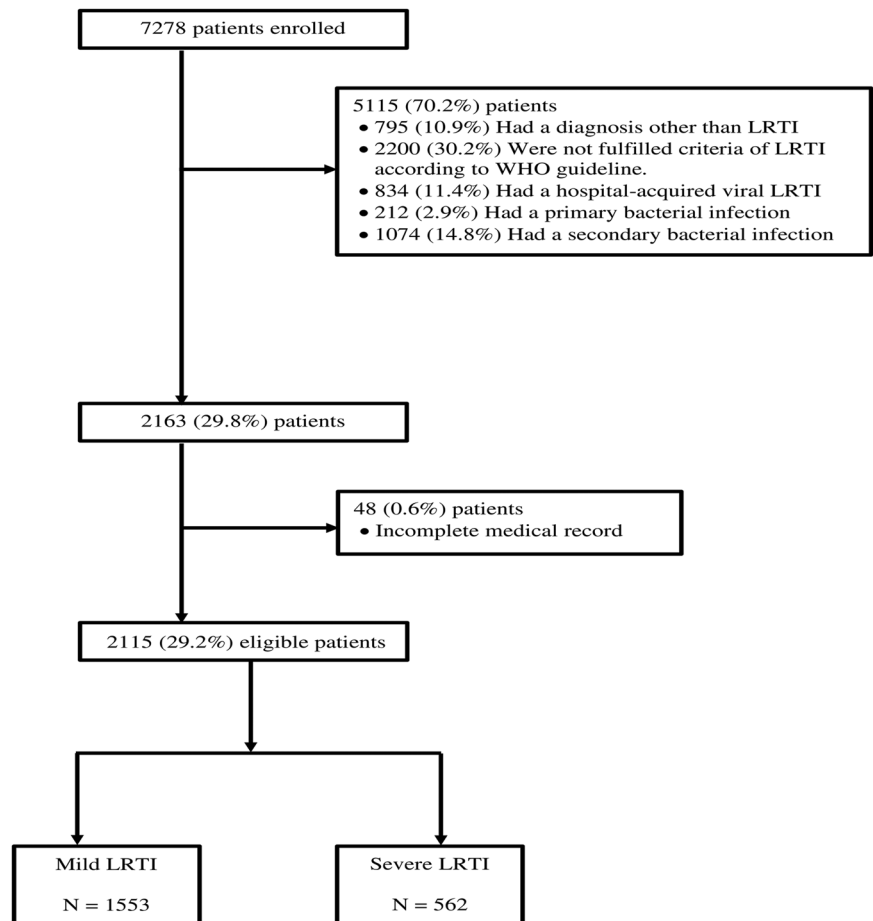 7278 patients enrolled
5115 (70.2%) patients
• 795 (10.9%) Had a diagnosis other than LRTI
• 2200 (30.2%) Were not fulfilled criteria of LRTI
according to WHO guideline.
• 834 (11.4%) Had a hospital-acquired viral LRTI
• 212 (2.9%) Had a primary bacterial infection
• 1074 (14.8%) Had a secondary bacterial infection
2163 (29.8%) patients
48 (0.6%) patients
• Incomplete medical record
2115 (29.2%) eligible patients
Mild LRTI
N = 1553
Severe LRTI
N = 562